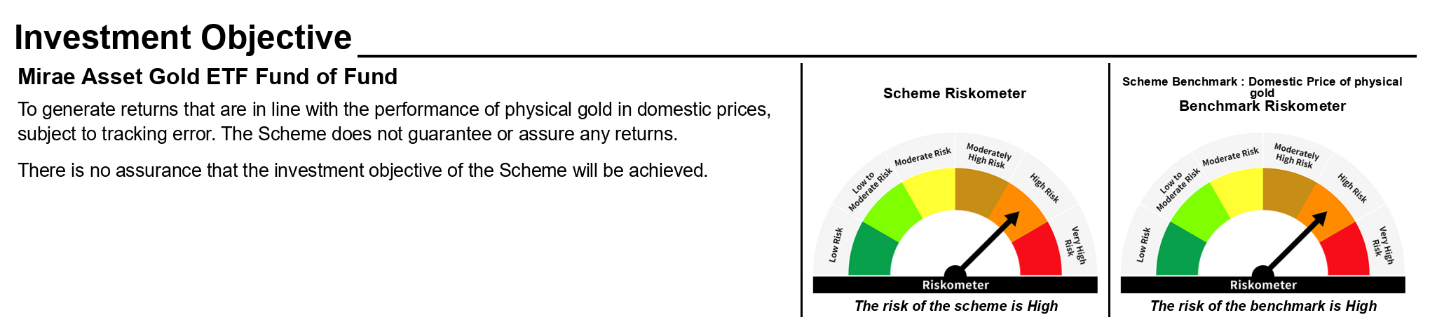 Investment Objective
Mirae Asset Gold ETF Fund of Fund
To generate returns that are in line with the performance of physical gold in domestic prices,
subject to tracking error. The Scheme does not guarantee or assure any returns.
There is no assurance that the investment objective of the Scheme will be achieved.
Scheme Riskometer
Low Risk
Low to
Moderate Risk
Moderate Risk
Moderately
High Risk
High Risk
Very High
Risk
Riskometer
The risk of the scheme is High
Scheme Benchmark : Domestic Price of physical
gold
Benchmark Riskometer
Low Risk
Low to
Moderate Risk
Moderate Risk
Moderately
High Risk
High Risk
Very High
Risk
Riskometer
The risk of the benchmark is High